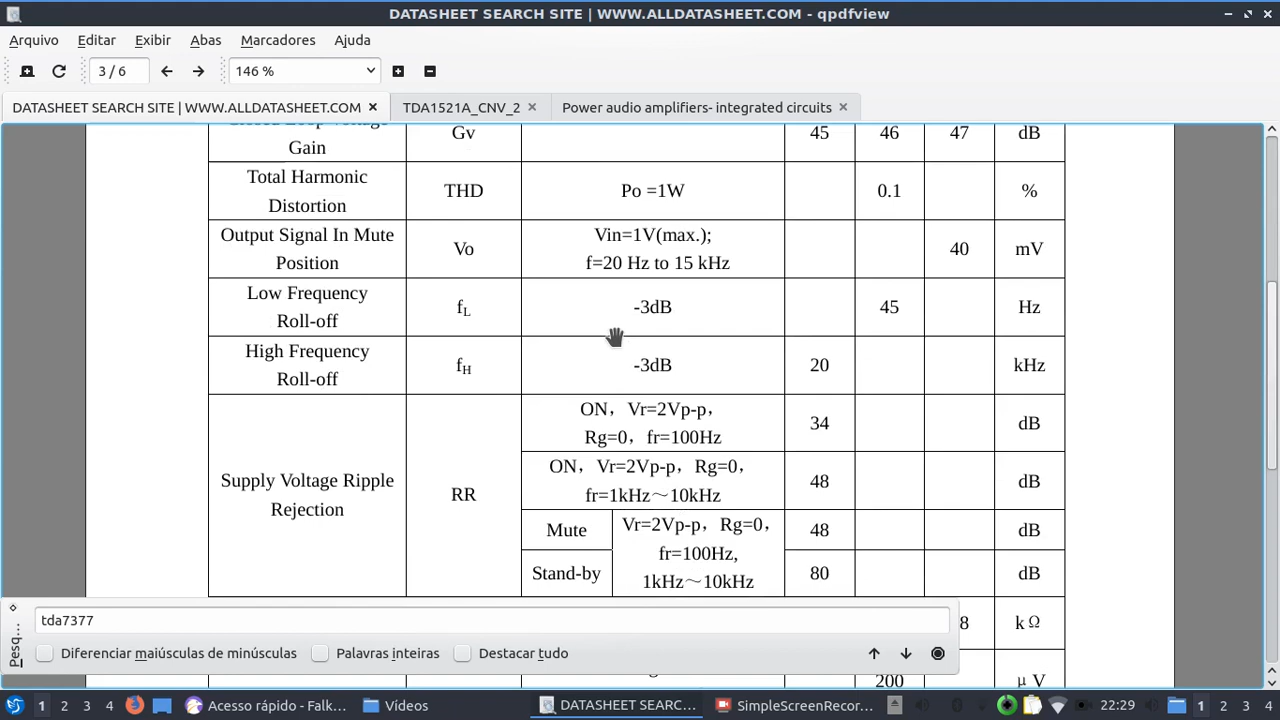 DATASHEET SEARCH SITE | WWW.ALLDATASHEET.COM - qpdfview
Arquivo Editar Exibir Abas Marcadores Ajuda
3 / 6 146 %
DATASHEET SEARCH SITE | WWW.ALLDATASHEET.COM TDA1521A_CNV_2 Power audio amplifiers- integrated circuits
Closed Loop Voltage
Gain Gv 45 46 47 dB
Total Harmonic
Distortion THD Po =1W 0.1 %
Output Signal In Mute
Position Vo Vin=1V(max.);
f=20 Hz to 15 kHz 40 mV
Low Frequency
Roll-off fL -3dB 45 Hz
High Frequency
Roll-off fH -3dB 20 kHz
Supply Voltage Ripple
Rejection RR
ON，Vr=2Vp-p，
Rg=0，fr=100Hz 34 dB
ON，Vr=2Vp-p，Rg=0，
fr=1kHz～10kHz 48 dB
Mute 48 dB
Stand-by 80 dB
Vr=2Vp-p，Rg=0，
fr=100Hz,
1kHz～10kHz
8 kΩ
200 μV
Pesq...
tda7377
Diferenciar maiúsculas de minúsculas Palavras inteiras Destacar tudo
1 2 3 4 Acesso rápido - Falk... Vídeos DATASHEET SEARC... SimpleScreenRecor... 22:29 1 2 3 4